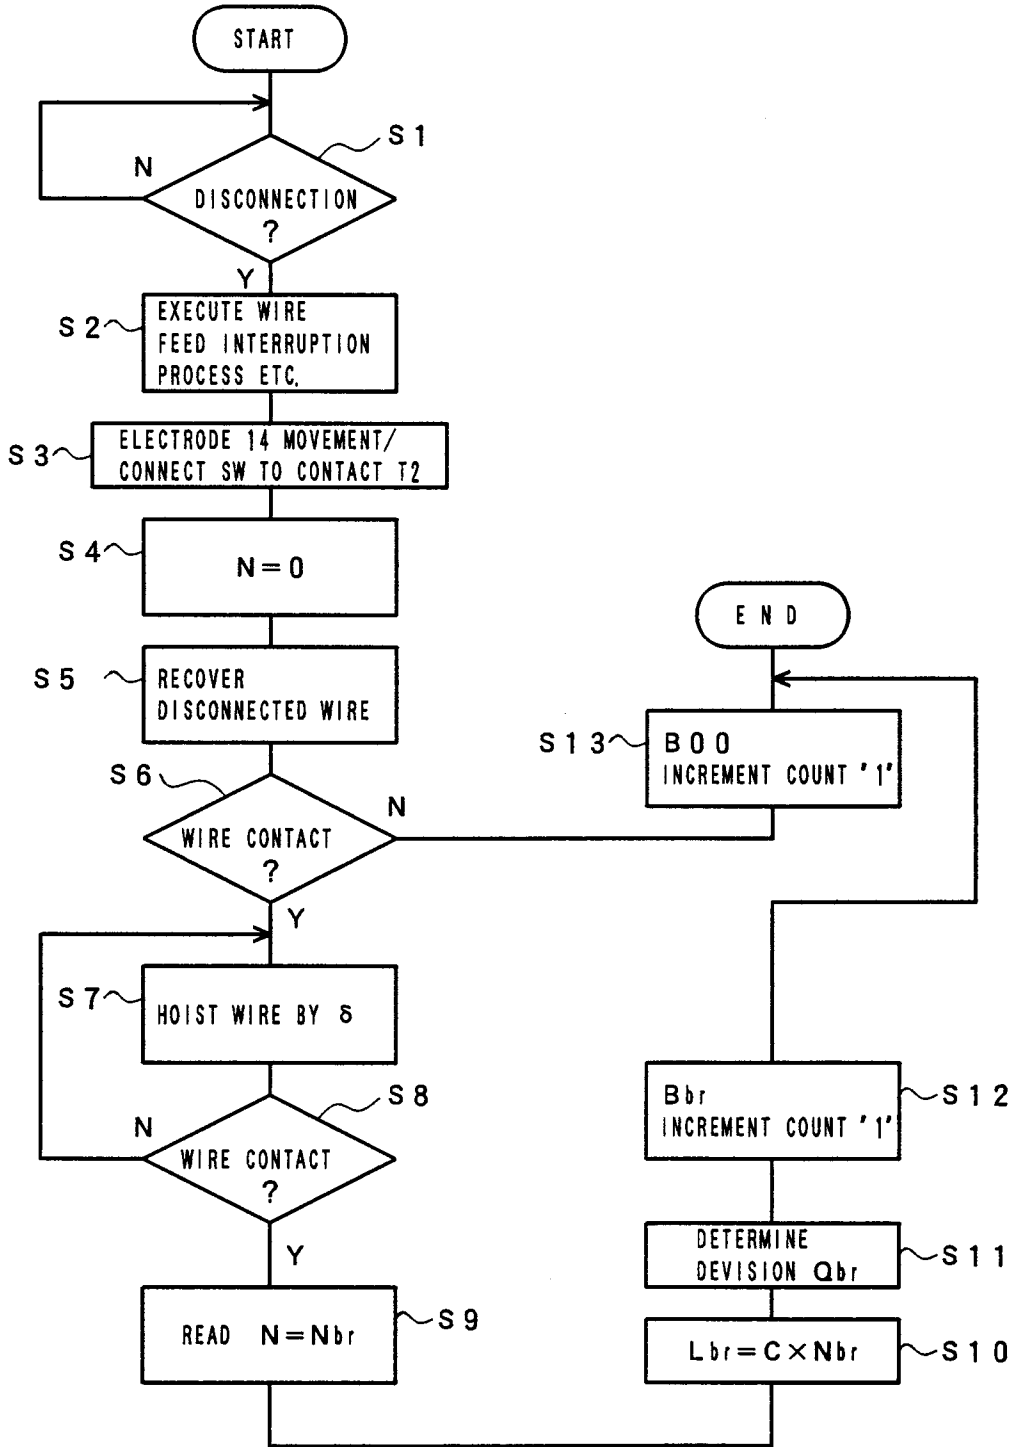 START
S1
N
DISCONNECTION
?
Y
S2
EXECUTE WIRE
FEED INTERRUPTION
PROCESS ETC.
S3
ELECTRODE 14 MOVEMENT/
CONNECT SW TO CONTACT T2
S4
N=0
S5
RECOVER
DISCONNECTED WIRE
S6
WIRE CONTACT
?
N
Y
S7
HOIST WIRE BY δ
S8
N
WIRE CONTACT
?
Y
READ N=Nbr
S9
Lbr=C×Nbr
S10
DETERMINE
DEVISION Qbr
S11
Bbr
INCREMENT COUNT "1"
S12
S13
B00
INCREMENT COUNT "1"
END